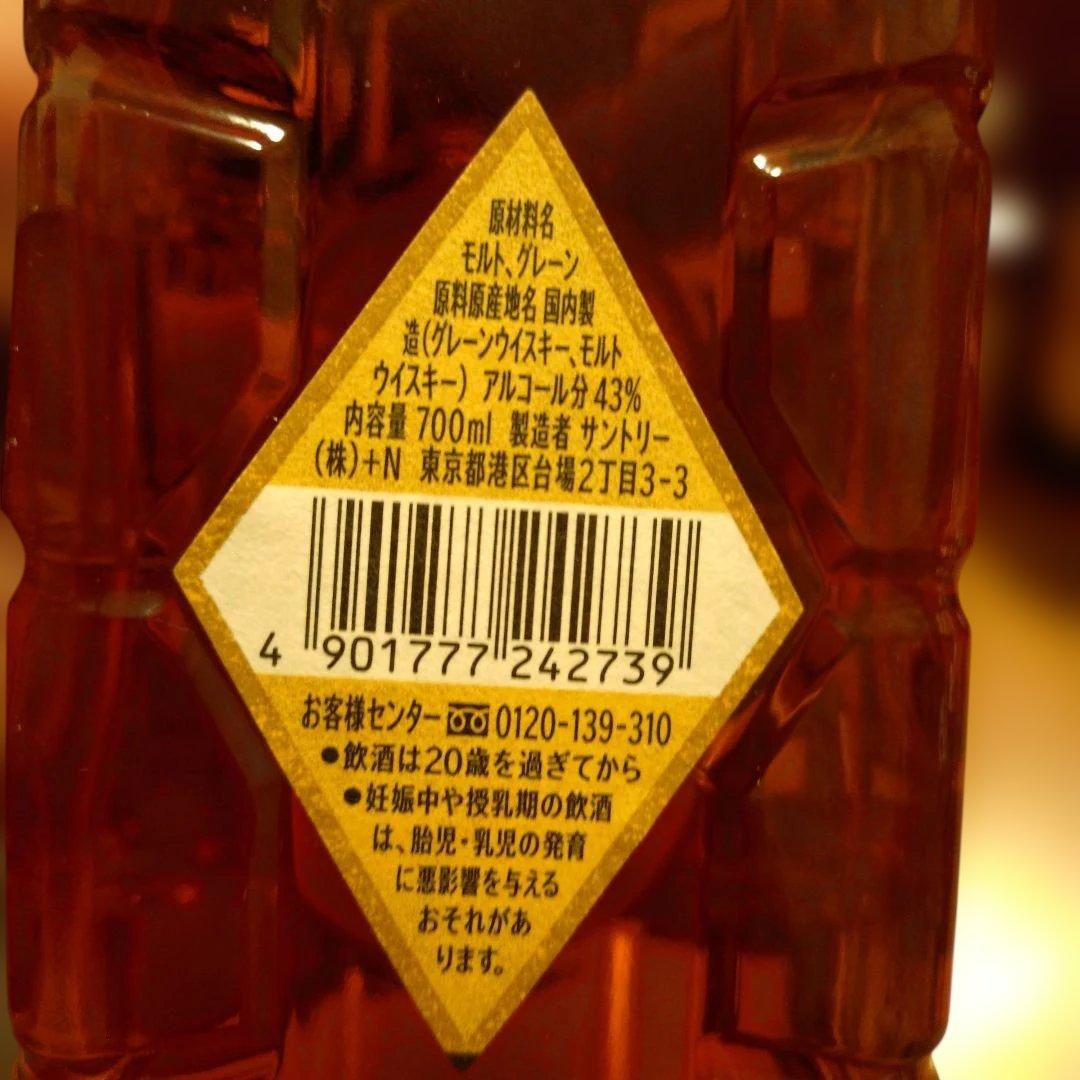 原材料名
モルト、グレーン
原料原産地名 国内製
造(グレーンウイスキー、モルト
ウイスキー) アルコール分 43%
内容量 700ml 製造者 サントリー
(株)+N 東京都港区台場2丁目3-3
4 901777 242739
お客様センター 0120-139-310
●飲酒は20歳を過ぎてから
●妊娠中や授乳期の飲酒
は、胎児・乳児の発育
に悪影響を与える
おそれがあ
ります。